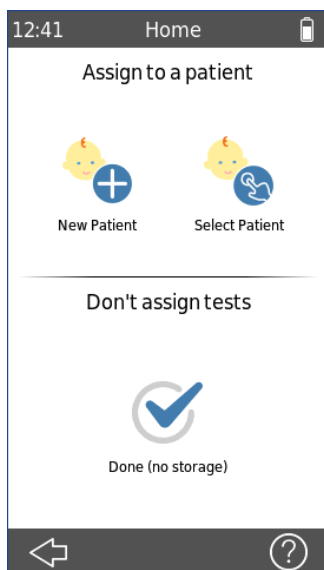 12:41 Home
Assign to a patient
New Patient Select Patient
Don't assign tests
Done (no storage)
?